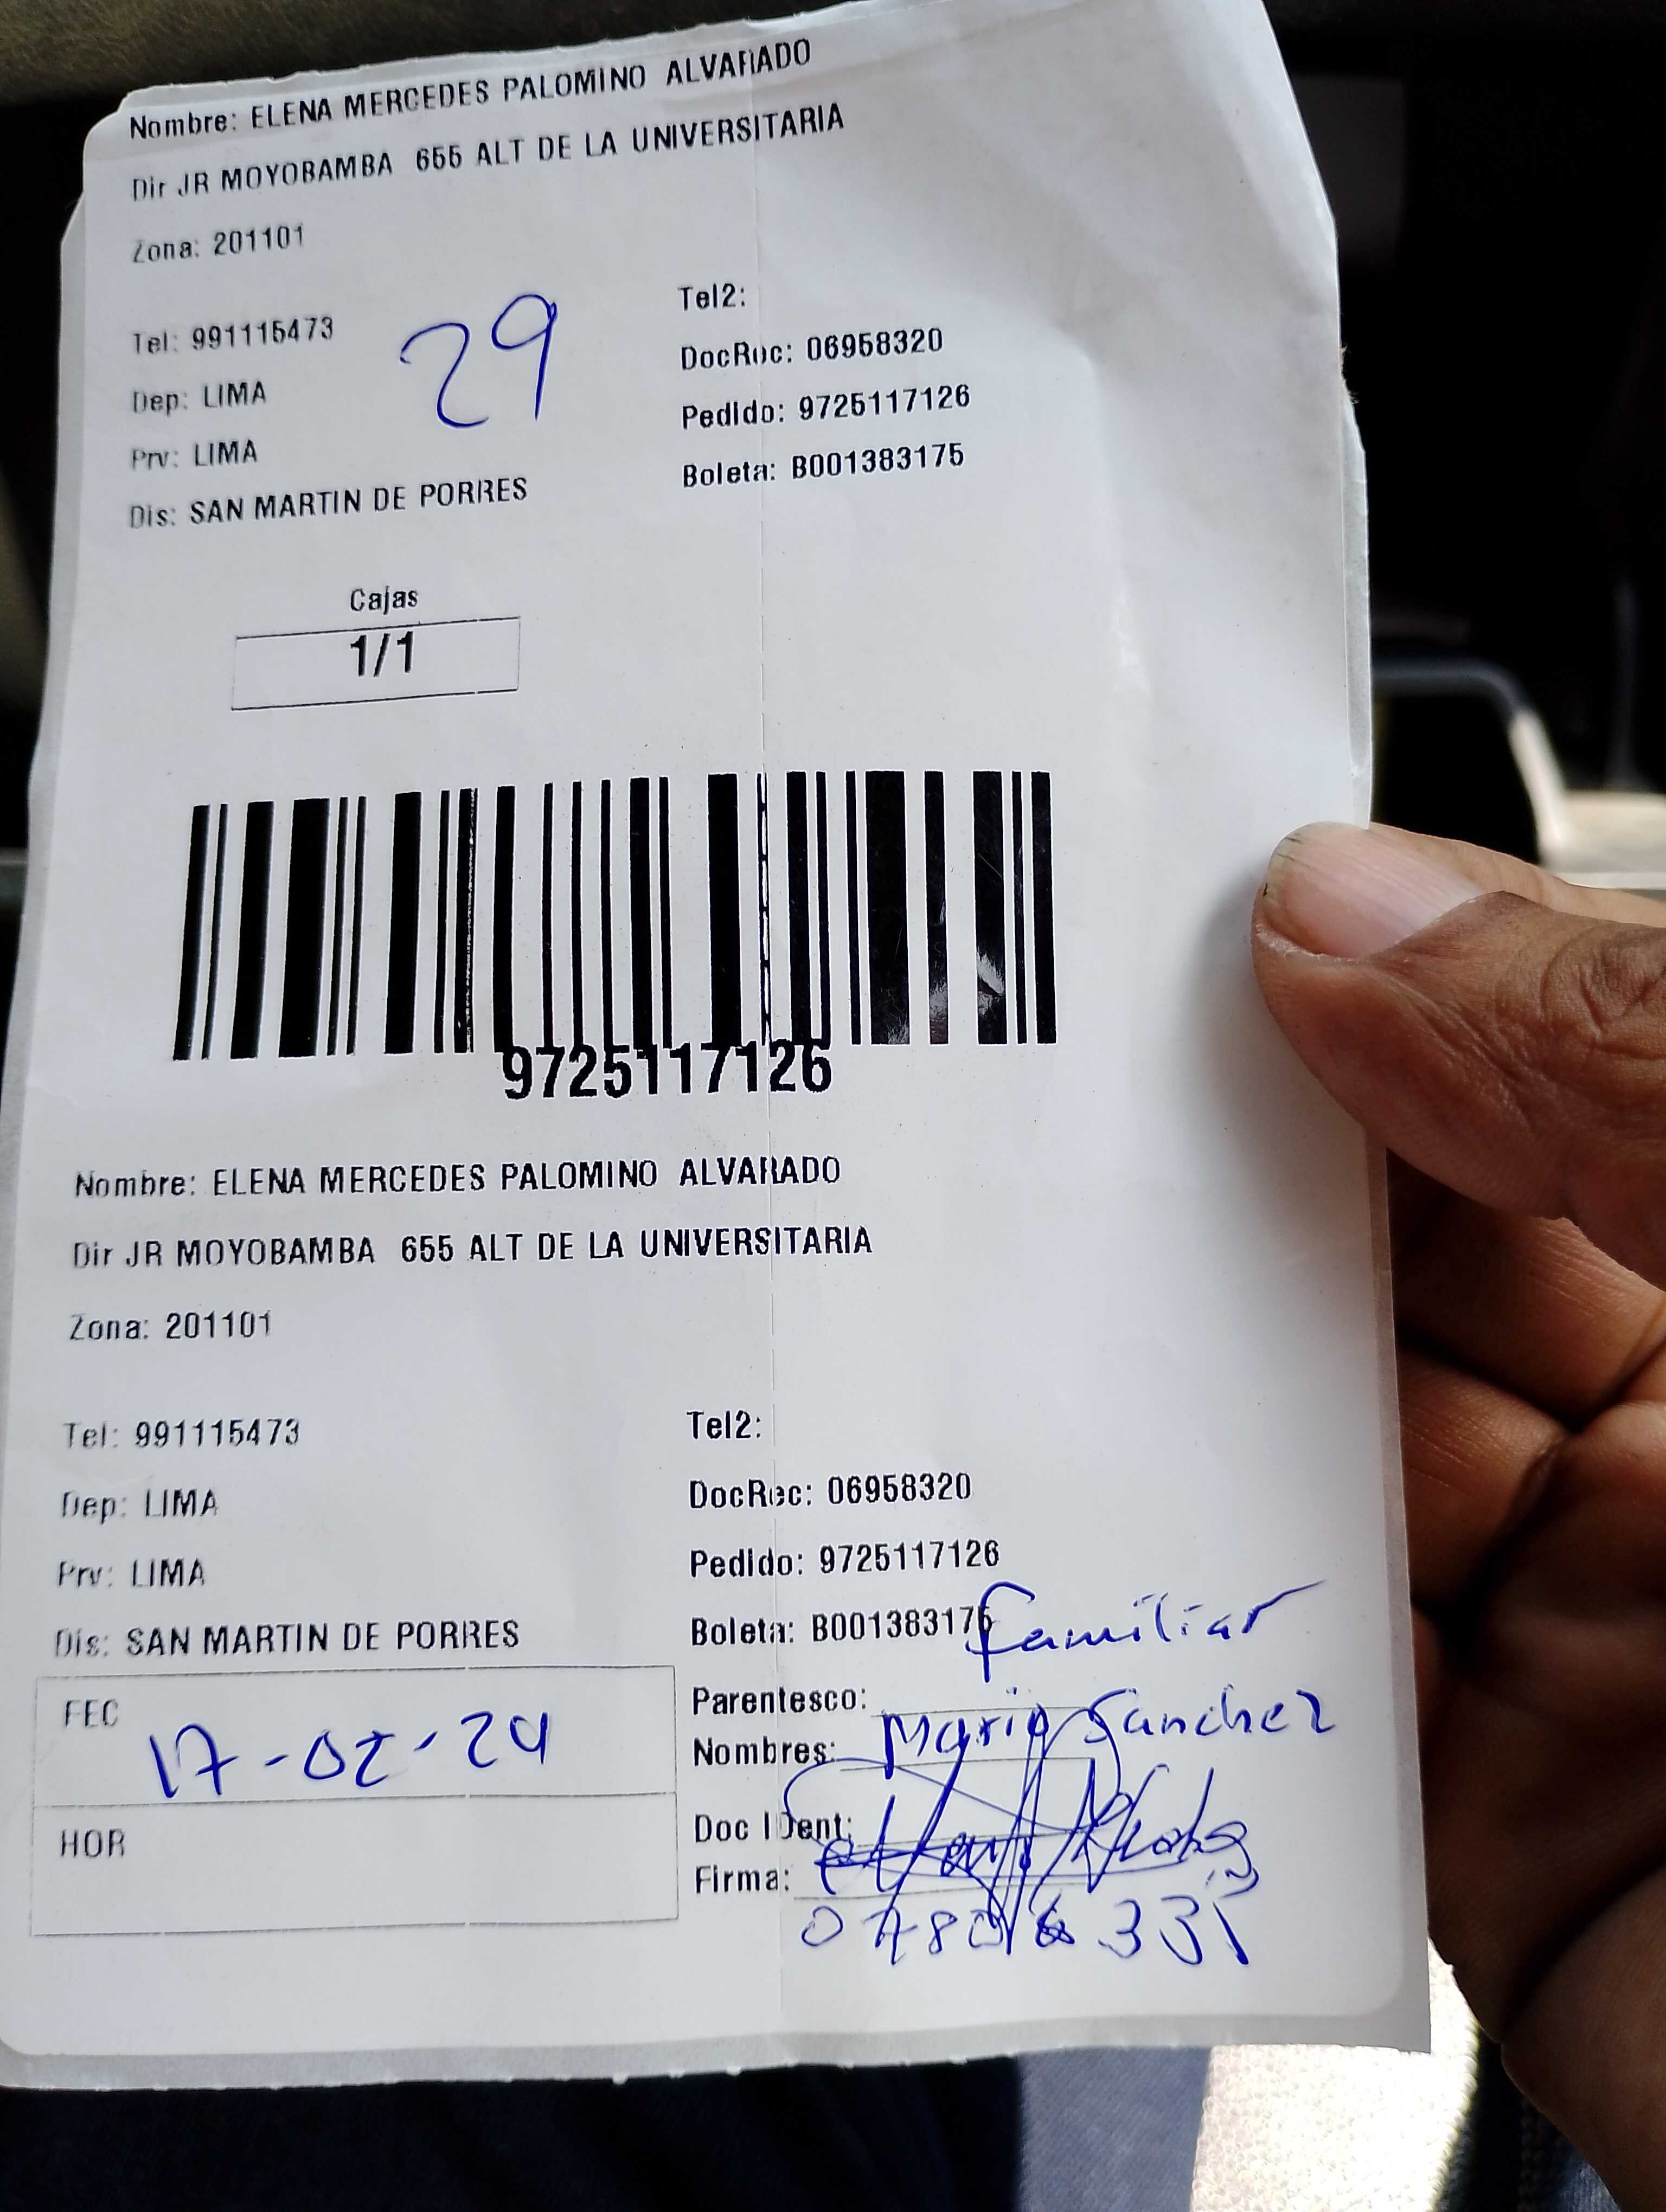 Nombre: ELENA MERCEDES PALOMINO ALVARADO
Dir JR MOYOBAMBA 655 ALT DE LA UNIVERSITARIA
Zona: 201101
Tel: 991115473
29
Tel2:
DocRec: 06958320
Dep: LIMA
Pedido: 9725117126
Prv: LIMA
Boleta: B001383175
Dis: SAN MARTIN DE PORRES
Cajas
1/1
9725117126
Nombre: ELENA MERCEDES PALOMINO ALVARADO
Dir JR MOYOBAMBA 655 ALT DE LA UNIVERSITARIA
Zona: 201101
Tel: 991115473
Tel2:
Dep: LIMA
DocRec: 06958320
Prv: LIMA
Pedido: 9725117126
Dis: SAN MARTIN DE PORRES
Boleta: B001383175
FEC 17-02-24
HOR
Parentesco: familiar
Nombres: Mario Sanchez
Doc IDent:
Firma: